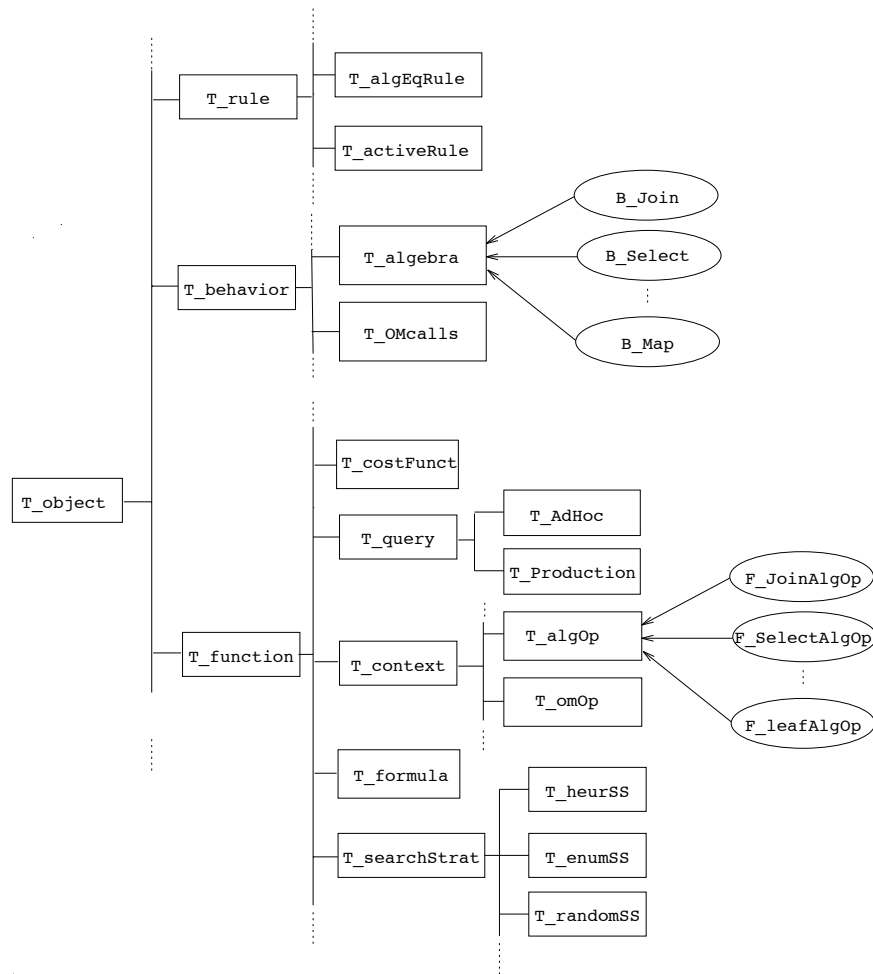 T_algEqRule
T_rule
T_activeRule
B_Join
T_algebra
B_Select
T_behavior
T_OMcalls
B_Map
T_costFunct
T_object
T_AdHoc
T_query
T_Production
F_JoinAlgOp
T_algOp
F_SelectAlgOp
T_function
T_context
T_omOp
F_leafAlgOp
T_formula
T_heurSS
T_searchStrat
T_enumSS
T_randomSS